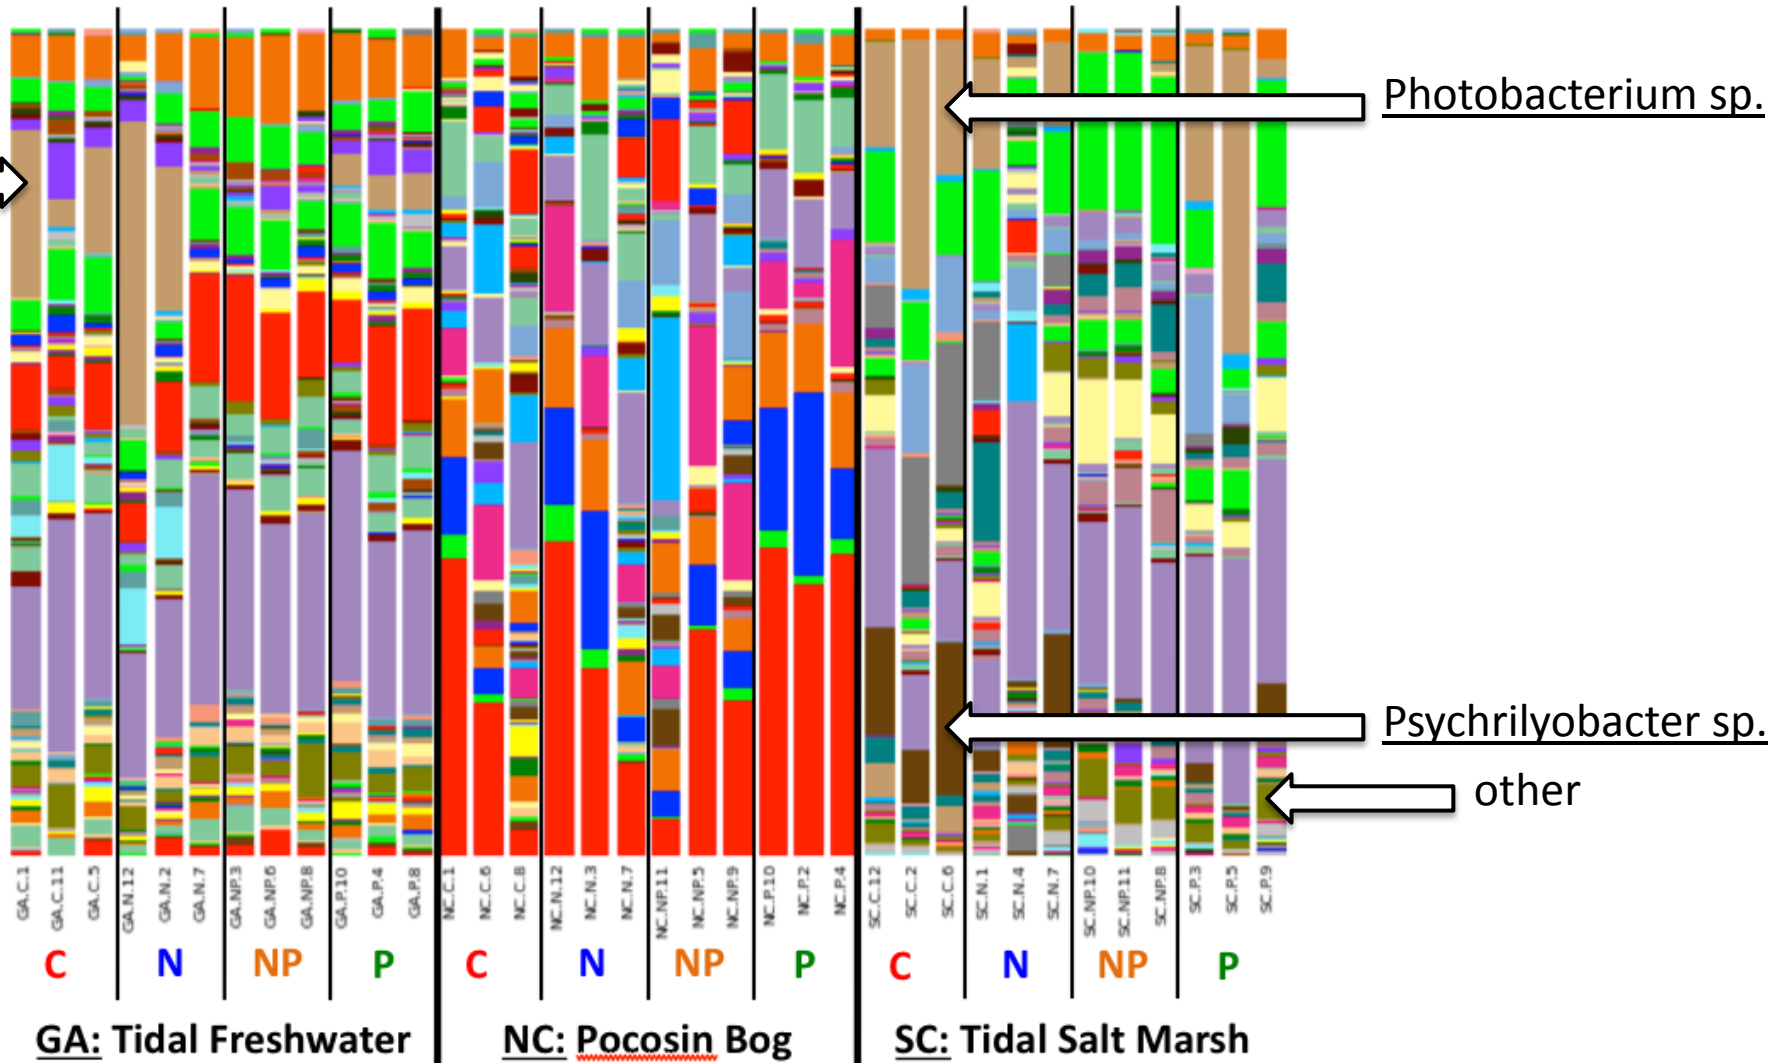 Photobacterium sp.
Psychrilyobacter sp.
other
GA.C.1
GA.C.11
GA.C.5
GA.N.12
GA.N.2
GA.N.7
GA.NP.3
GA.NP.6
GA.NP.8
GA.P.10
GA.P.4
GA.P.8
NC.C.1
NC.C.6
NC.C.8
NC.N.12
NC.N.3
NC.N.7
NC.NP.11
NC.NP.5
NC.NP.9
NC.P.10
NC.P.2
NC.P.4
SC.C.12
SC.C.2
SC.C.6
SC.N.1
SC.N.4
SC.N.7
SC.NP.10
SC.NP.11
SC.NP.8
SC.P.3
SC.P.5
SC.P.9
C N NP P C N NP P C N NP P
GA: Tidal Freshwater NC: Pocosin Bog SC: Tidal Salt Marsh